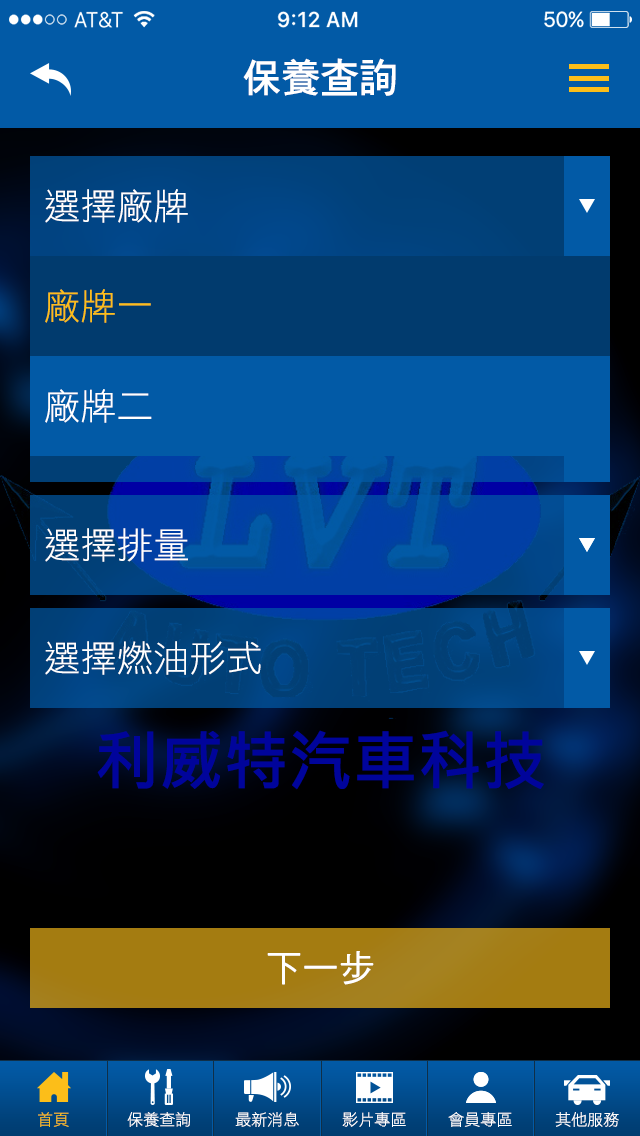 AT&T
9:12 AM
50%
保養查詢
選擇廠牌
廠牌一
廠牌二
LVT
選擇排量
AUTO TECH
選擇燃油形式
利威特汽車科技
下一步
首頁
保養查詢
最新消息
影片專區
會員專區
其他服務